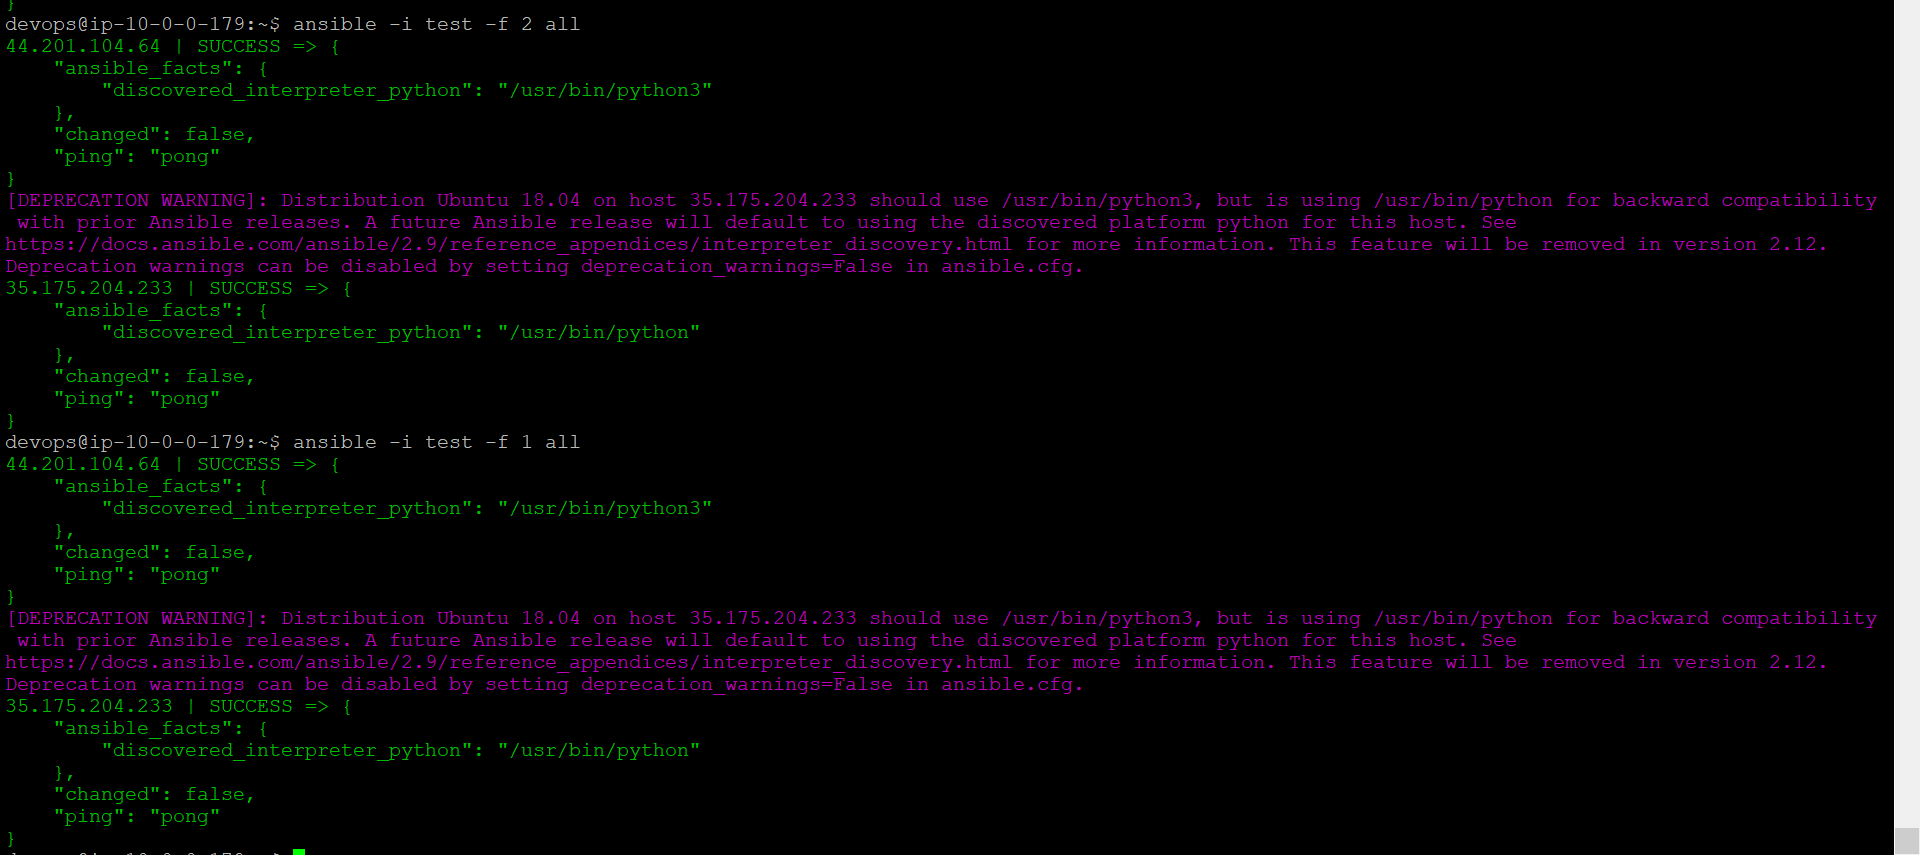 }
devops@ip-10-0-0-179:~$ ansible -i test -f 2 all
44.201.104.64 | SUCCESS => {
    "ansible_facts": {
        "discovered_interpreter_python": "/usr/bin/python3"
    },
    "changed": false,
    "ping": "pong"
}
[DEPRECATION WARNING]: Distribution Ubuntu 18.04 on host 35.175.204.233 should use /usr/bin/python3, but is using /usr/bin/python for backward compatibility
 with prior Ansible releases. A future Ansible release will default to using the discovered platform python for this host. See
https://docs.ansible.com/ansible/2.9/reference_appendices/interpreter_discovery.html for more information. This feature will be removed in version 2.12.
Deprecation warnings can be disabled by setting deprecation_warnings=False in ansible.cfg.
35.175.204.233 | SUCCESS => {
    "ansible_facts": {
        "discovered_interpreter_python": "/usr/bin/python"
    },
    "changed": false,
    "ping": "pong"
}
devops@ip-10-0-0-179:~$ ansible -i test -f 1 all
44.201.104.64 | SUCCESS => {
    "ansible_facts": {
        "discovered_interpreter_python": "/usr/bin/python3"
    },
    "changed": false,
    "ping": "pong"
}
[DEPRECATION WARNING]: Distribution Ubuntu 18.04 on host 35.175.204.233 should use /usr/bin/python3, but is using /usr/bin/python for backward compatibility
 with prior Ansible releases. A future Ansible release will default to using the discovered platform python for this host. See
https://docs.ansible.com/ansible/2.9/reference_appendices/interpreter_discovery.html for more information. This feature will be removed in version 2.12.
Deprecation warnings can be disabled by setting deprecation_warnings=False in ansible.cfg.
35.175.204.233 | SUCCESS => {
    "ansible_facts": {
        "discovered_interpreter_python": "/usr/bin/python"
    },
    "changed": false,
    "ping": "pong"
}